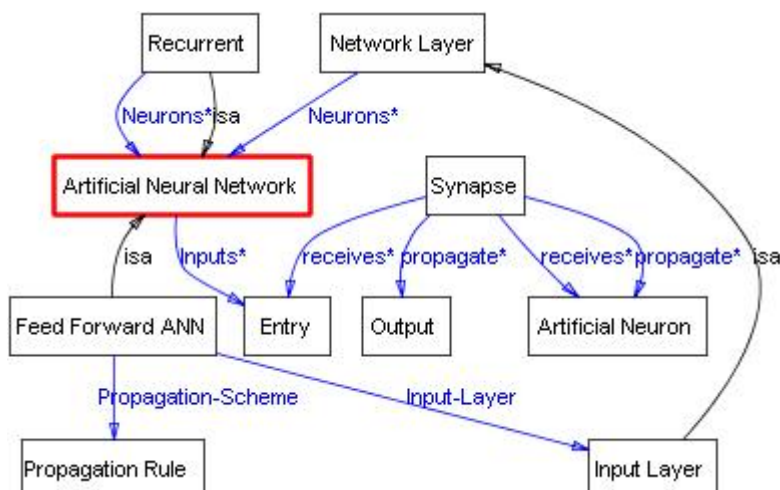 Recurrent
Network Layer
Neurons*
isa
Neurons*
Artificial Neural Network
Synapse
isa
Inputs*
receives*
propagate*
receives*
propagate*
isa
Feed Forward ANN
Entry
Output
Artificial Neuron
Propagation-Scheme
Input-Layer
Propagation Rule
Input Layer